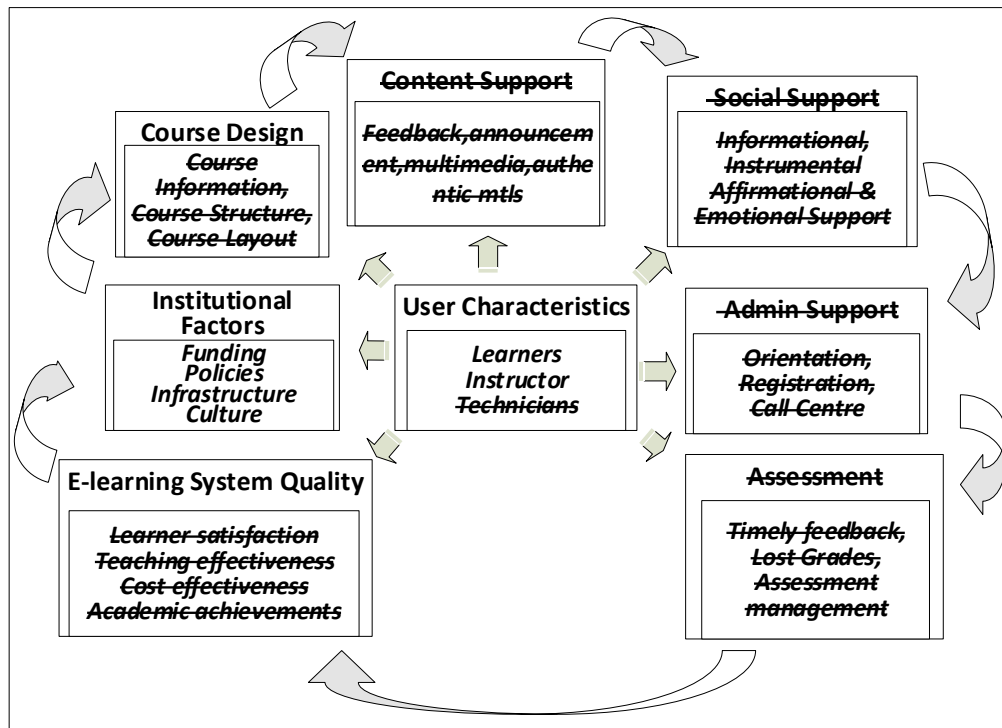 Content Support
Feedback,announcem
ent,multimedia,authe
ntic mtls
Social Support
Informational,
Instrumental
Affirmational &
Emotional Support
Course Design
Course
Information,
Course Structure,
Course Layout
Institutional
Factors
Funding
Policies
Infrastructure
Culture
User Characteristics
Learners
Instructor
Technicians
Admin Support
Orientation,
Registration,
Call Centre
E-learning System Quality
Learner satisfaction
Teaching effectiveness
Cost effectiveness
Academic achievements
Assessment
Timely feedback,
Lost Grades,
Assessment
management